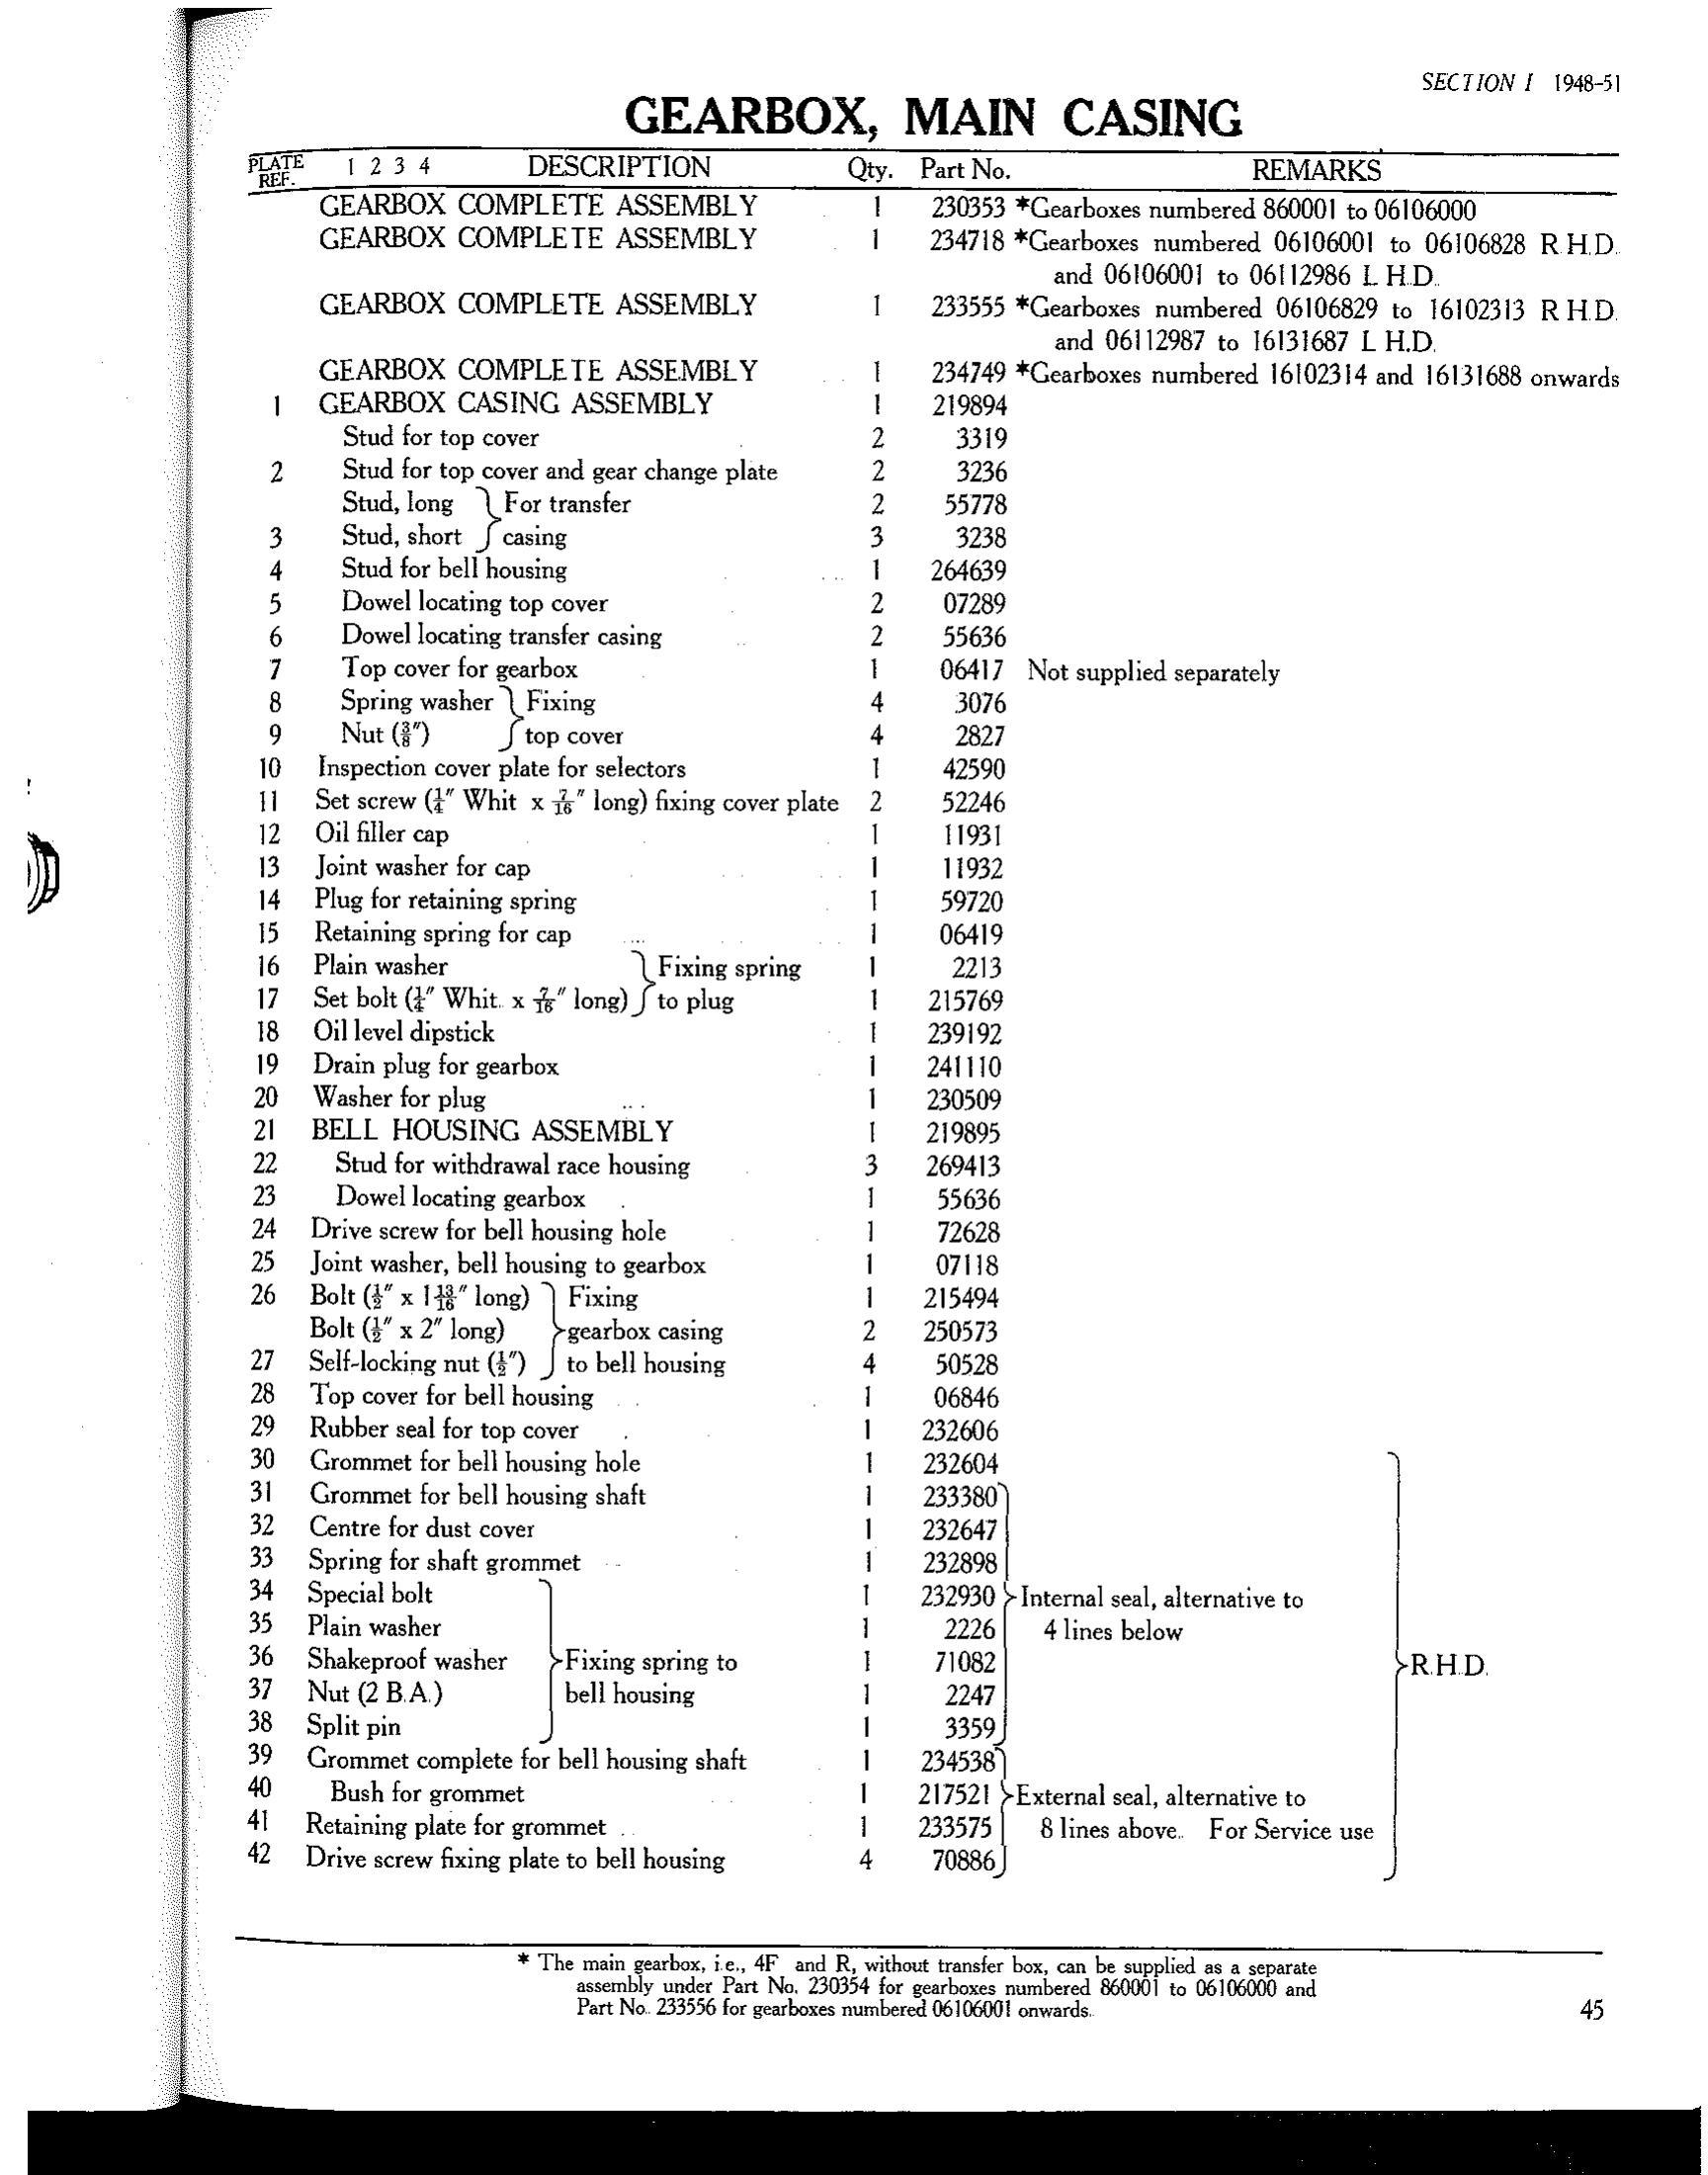 SECTION I 1948-51
GEARBOX, MAIN CASING
PLATE REF. 1 2 3 4 DESCRIPTION Qty. Part No. REMARKS
GEARBOX COMPLETE ASSEMBLY 1 230353 *Gearboxes numbered 860001 to 06106000
GEARBOX COMPLETE ASSEMBLY 1 234718 *Gearboxes numbered 06106001 to 06106828 R.H.D.
and 06106001 to 06112986 L.H.D.
GEARBOX COMPLETE ASSEMBLY 1 233555 *Gearboxes numbered 06106829 to 16102313 R.H.D.
and 06112987 to 16131687 L.H.D.
GEARBOX COMPLETE ASSEMBLY 1 234749 *Gearboxes numbered 16102314 and 16131688 onwards
1 GEARBOX CASING ASSEMBLY 1 219894
Stud for top cover 2 3319
2 Stud for top cover and gear change plate 2 3236
Stud, long } For transfer 2 55778
3 Stud, short } casing 3 3238
4 Stud for bell housing 1 264639
5 Dowel locating top cover 2 07289
6 Dowel locating transfer casing 2 55636
7 Top cover for gearbox 1 06417 Not supplied separately
8 Spring washer } Fixing 4 3076
9 Nut (⅜") } top cover 4 2827
10 Inspection cover plate for selectors 1 42590
11 Set screw (¼" Whit x 7/16" long) fixing cover plate 2 52246
12 Oil filler cap 1 11931
13 Joint washer for cap 1 11932
14 Plug for retaining spring 1 59720
15 Retaining spring for cap 1 06419
16 Plain washer } Fixing spring 1 2213
17 Set bolt (¼" Whit. x 7/16" long) } to plug 1 215769
18 Oil level dipstick 1 239192
19 Drain plug for gearbox 1 241110
20 Washer for plug 1 230509
21 BELL HOUSING ASSEMBLY 1 219895
22 Stud for withdrawal race housing 3 269413
23 Dowel locating gearbox 1 55636
24 Drive screw for bell housing hole 1 72628
25 Joint washer, bell housing to gearbox 1 07118
26 Bolt (½" x 1 13/16" long) } Fixing 1 215494
Bolt (½" x 2" long) } gearbox casing 2 250573
27 Self-locking nut (½") } to bell housing 4 50528
28 Top cover for bell housing 1 06846
29 Rubber seal for top cover 1 232606
30 Grommet for bell housing hole 1 232604
31 Grommet for bell housing shaft 1 233380
32 Centre for dust cover 1 232647
33 Spring for shaft grommet 1 232898
34 Special bolt 1 232930 } Internal seal, alternative to
35 Plain washer 1 2226 4 lines below
36 Shakeproof washer } Fixing spring to 1 71082 } R.H.D.
37 Nut (2 B.A.) bell housing 1 2247
38 Split pin 1 3359
39 Grommet complete for bell housing shaft 1 234538
40 Bush for grommet 1 217521 } External seal, alternative to
41 Retaining plate for grommet 1 233575 8 lines above. For Service use
42 Drive screw fixing plate to bell housing 4 70886
* The main gearbox, i.e., 4F and R, without transfer box, can be supplied as a separate
assembly under Part No. 230354 for gearboxes numbered 860001 to 06106000 and
Part No. 233556 for gearboxes numbered 06106001 onwards.
45